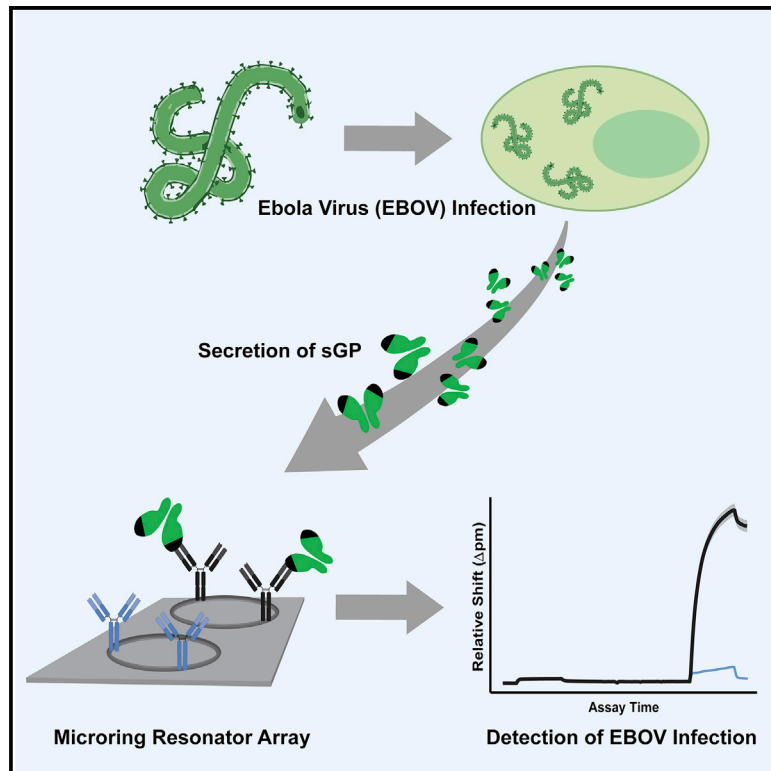 Ebola Virus (EBOV) Infection
Secretion of sGP
Relative Shift (Δpm)
Assay Time
Microring Resonator Array
Detection of EBOV Infection